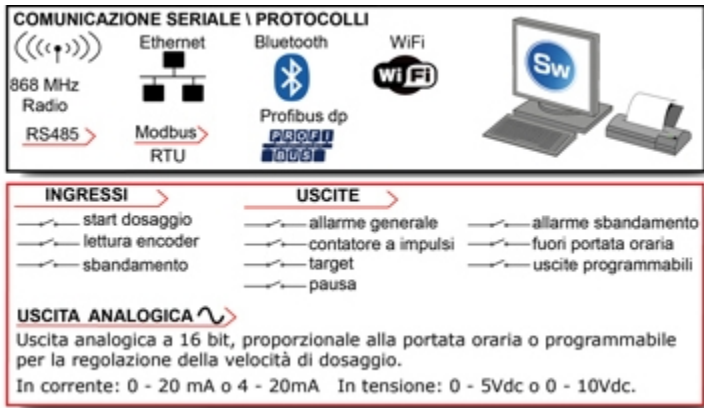 COMUNICAZIONE SERIALE \ PROTOCOLLI
Ethernet
Bluetooth
WiFi
Wi Fi
Sw
868 MHz
Radio
Profibus dp
RS485
Modbus
PROFI
RTU
BUS
INGRESSI
USCITE
start dosaggio
allarme generale
allarme sbandamento
lettura encoder
contatore a impulsi
fuori portata oraria
sbandamento
target
uscite programmabili
pausa
USCITA ANALOGICA
Uscita analogica a 16 bit, proporzionale alla portata oraria o programmabile
per la regolazione della velocità di dosaggio.
In corrente: 0 - 20 mA o 4 - 20mA In tensione: 0 - 5Vdc o 0 - 10Vdc.